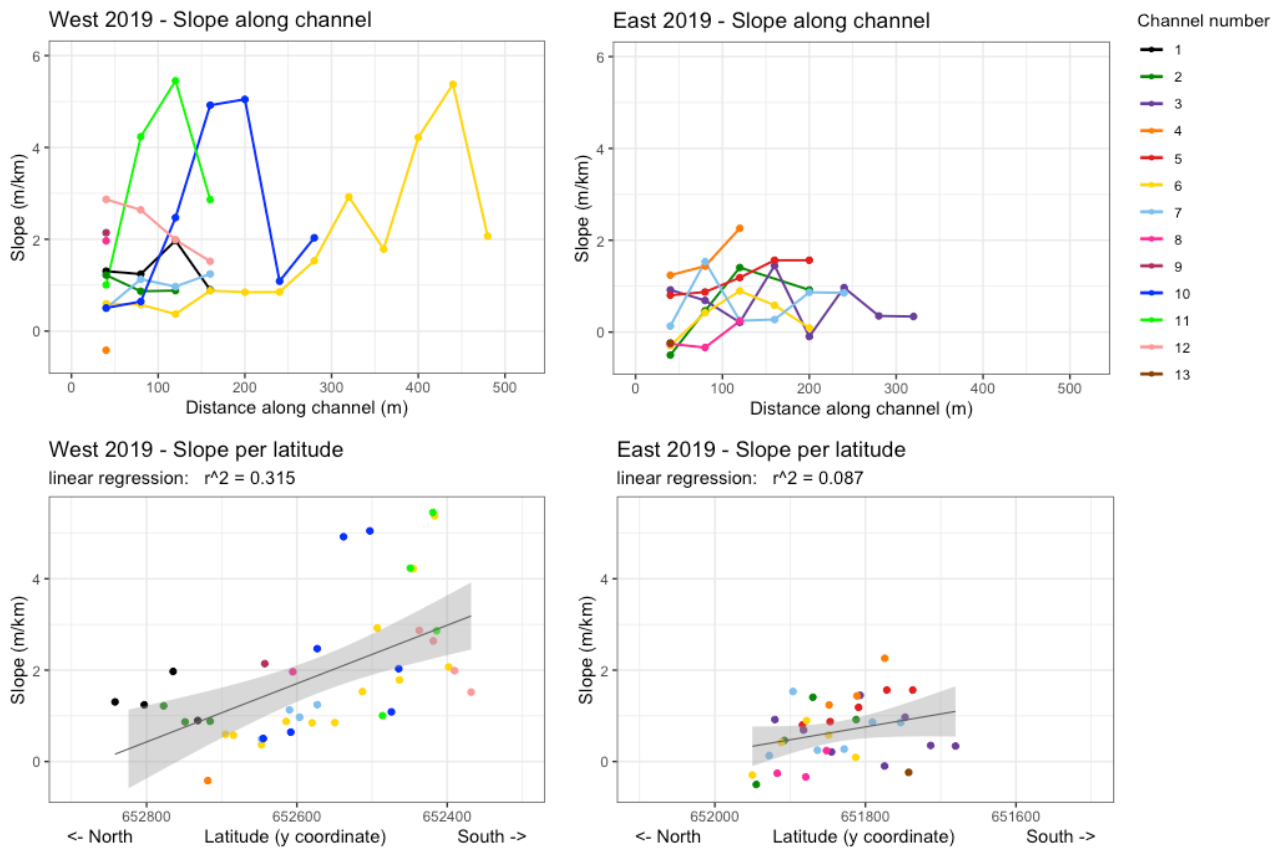 West 2019 - Slope along channel
6
4
2
0
Slope (m/km)
0 100 200 300 400 500
Distance along channel (m)
East 2019 - Slope along channel
6
4
2
0
Slope (m/km)
0 100 200 300 400 500
Distance along channel (m)
Channel number
1
2
3
4
5
6
7
8
9
10
11
12
13
West 2019 - Slope per latitude
linear regression: r^2 = 0.315
4
2
0
Slope (m/km)
652800 652600 652400
<- North Latitude (y coordinate) South ->
East 2019 - Slope per latitude
linear regression: r^2 = 0.087
4
2
0
Slope (m/km)
652000 651800 651600
<- North Latitude (y coordinate) South ->